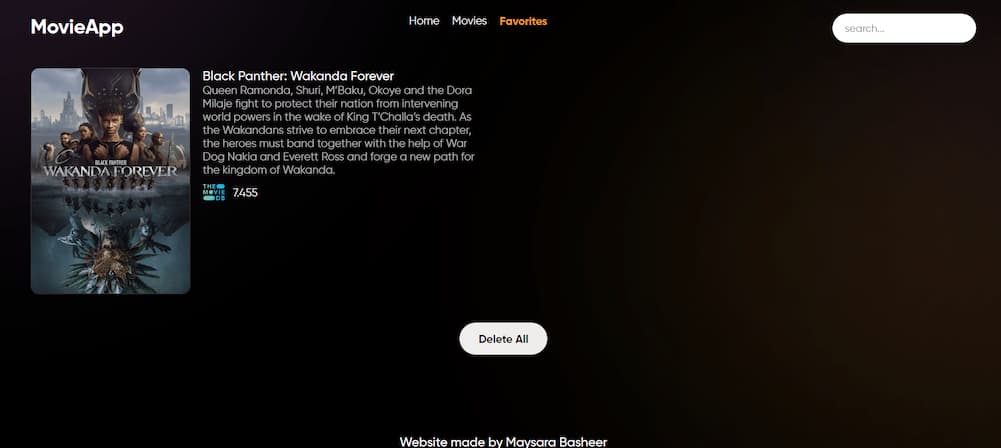 MovieApp
Home Movies Favorites
search...
Black Panther: Wakanda Forever
Queen Ramonda, Shuri, M'Baku, Okoye and the Dora
Milaje fight to protect their nation from intervening
world powers in the wake of King T'Challa's death. As
the Wakandans strive to embrace their next chapter,
the heroes must band together with the help of War
Dog Nakia and Everett Ross and forge a new path for
the kingdom of Wakanda.
THE
MOVIE
DB
7.455
BLACK PANTHER
WAKANDA FOREVER
Delete All
Website made by Maysara Basheer